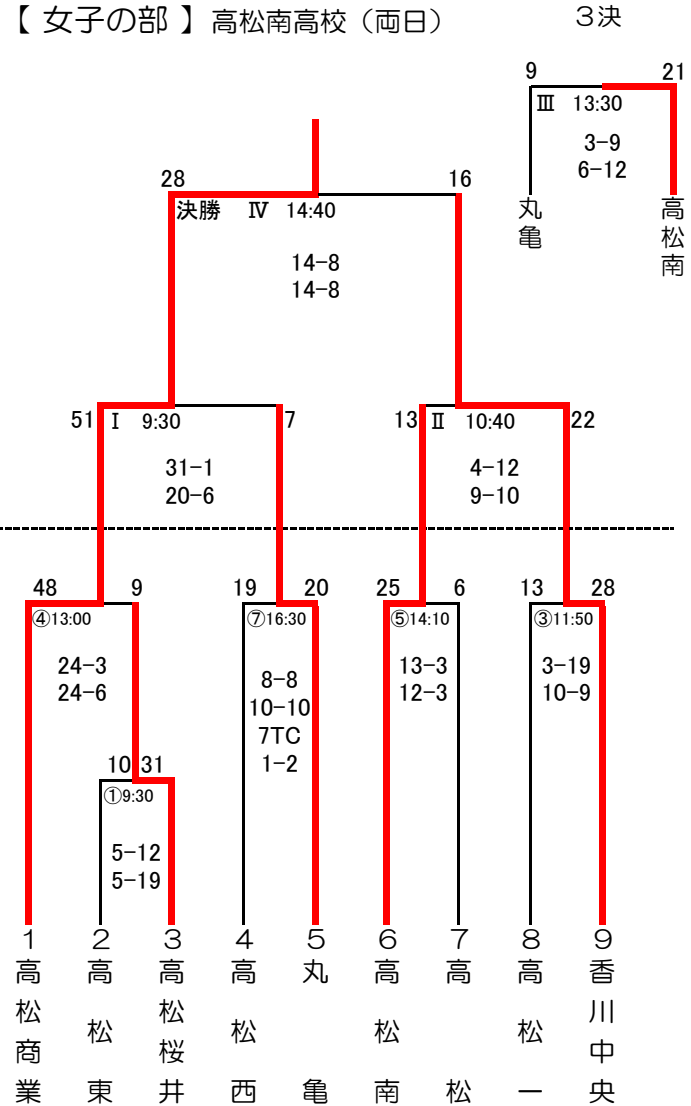 【 女子の部 】 高松南高校（両日）
3決
9 21
Ⅲ 13:30
3-9
6-12
丸亀
高松南
28 16
決勝 Ⅳ 14:40
14-8
14-8
51 Ⅰ 9:30 7
31-1
20-6
13 Ⅱ 10:40 22
4-12
9-10
48 9
④13:00
24-3
24-6
19 20
⑦16:30
8-8
10-10
7TC
1-2
25 6
⑤14:10
13-3
12-3
13 28
③11:50
3-19
10-9
10 31
①9:30
5-12
5-19
1 高松商業
2 高松東
3 高松桜井
4 高松西
5 丸亀
6 高松南
7 高松
8 高松一
9 香川中央